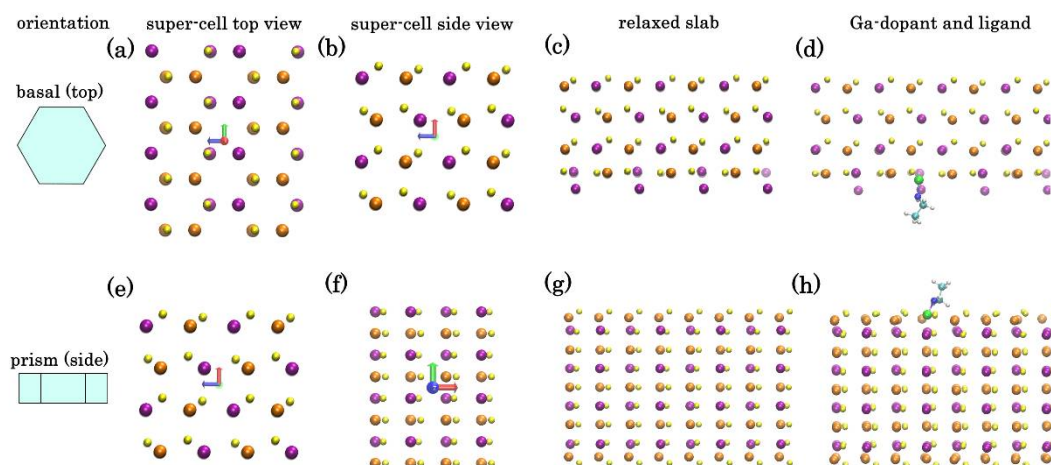 orientation super-cell top view super-cell side view relaxed slab Ga-dopant and ligand
(a) (b) (c) (d)
basal (top)
(e) (f) (g) (h)
prism (side)